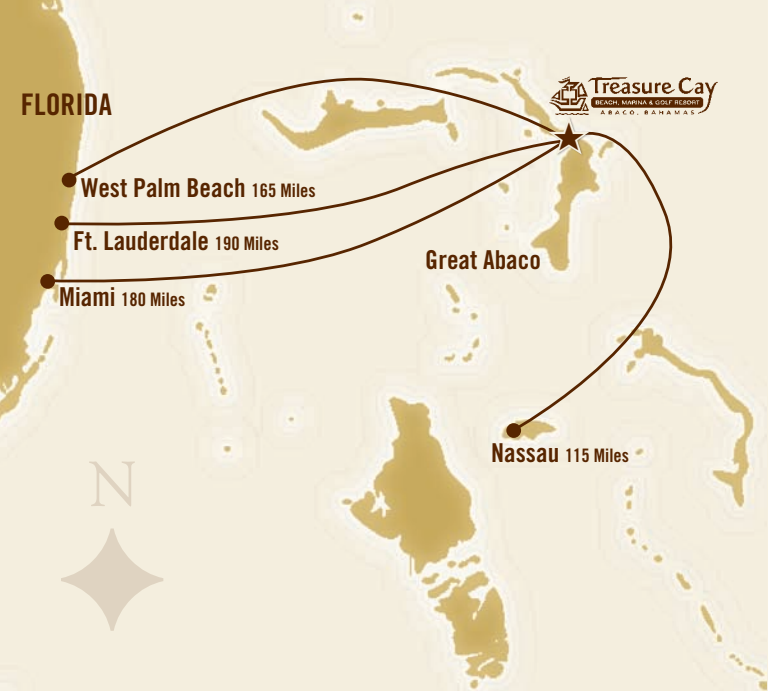 Treasure Cay
BEACH, MARINA & GOLF RESORT
ABACO, BAHAMAS
FLORIDA
West Palm Beach 165 Miles
Ft. Lauderdale 190 Miles
Great Abaco
Miami 180 Miles
Nassau 115 Miles
N